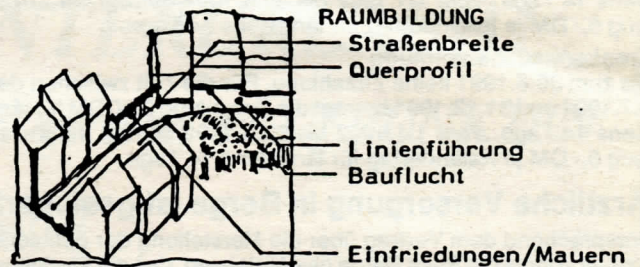 RAUMBILDUNG
Straßenbreite
Querprofil
Linienführung
Bauflucht
Einfriedungen/Mauern